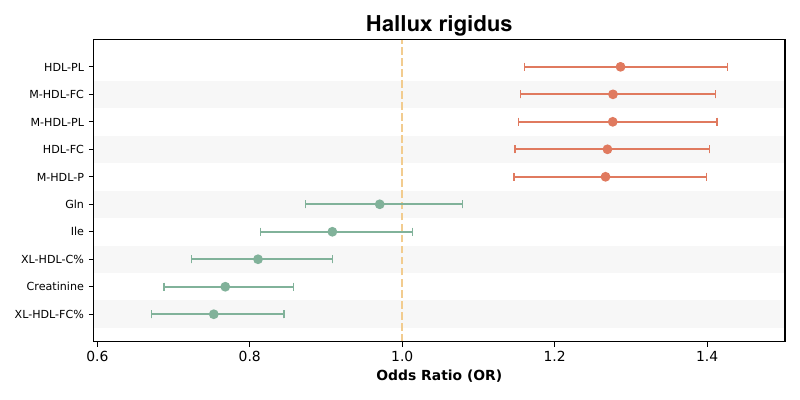 Hallux rigidus
HDL-PL
M-HDL-FC
M-HDL-PL
HDL-FC
M-HDL-P
Gln
Ile
XL-HDL-C%
Creatinine
XL-HDL-FC%
0.6 0.8 1.0 1.2 1.4
Odds Ratio (OR)